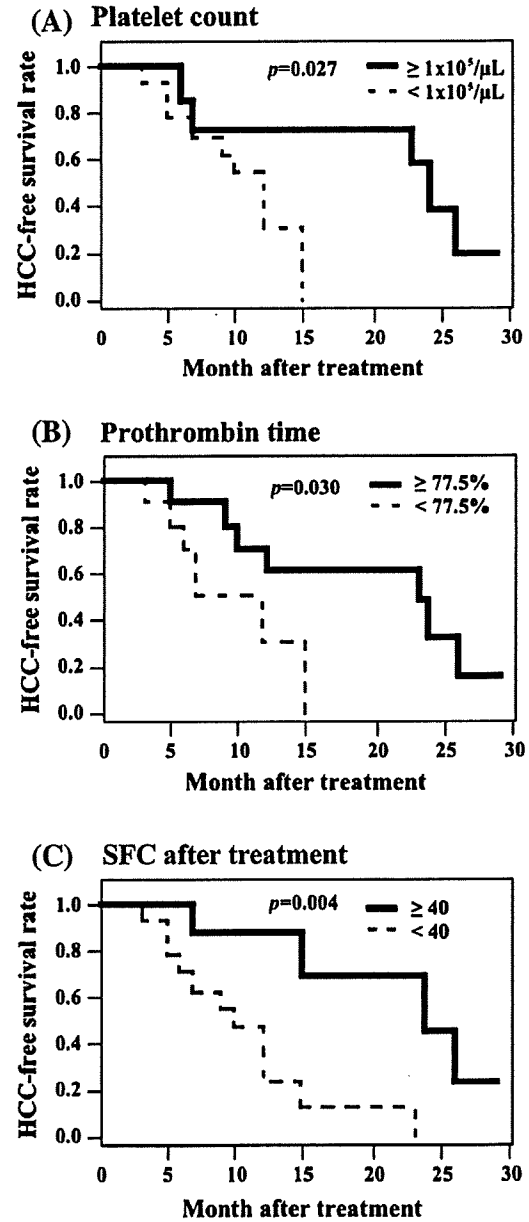 (A) Platelet count
p=0.027
≥ 1x10⁵/µL
< 1x10⁵/µL
HCC-free survival rate
1.0
0.8
0.6
0.4
0.2
0.0
0 5 10 15 20 25 30
Month after treatment
(B) Prothrombin time
p=0.030
≥ 77.5%
< 77.5%
HCC-free survival rate
1.0
0.8
0.6
0.4
0.2
0.0
0 5 10 15 20 25 30
Month after treatment
(C) SFC after treatment
p=0.004
≥ 40
< 40
HCC-free survival rate
1.0
0.8
0.6
0.4
0.2
0.0
0 5 10 15 20 25 30
Month after treatment